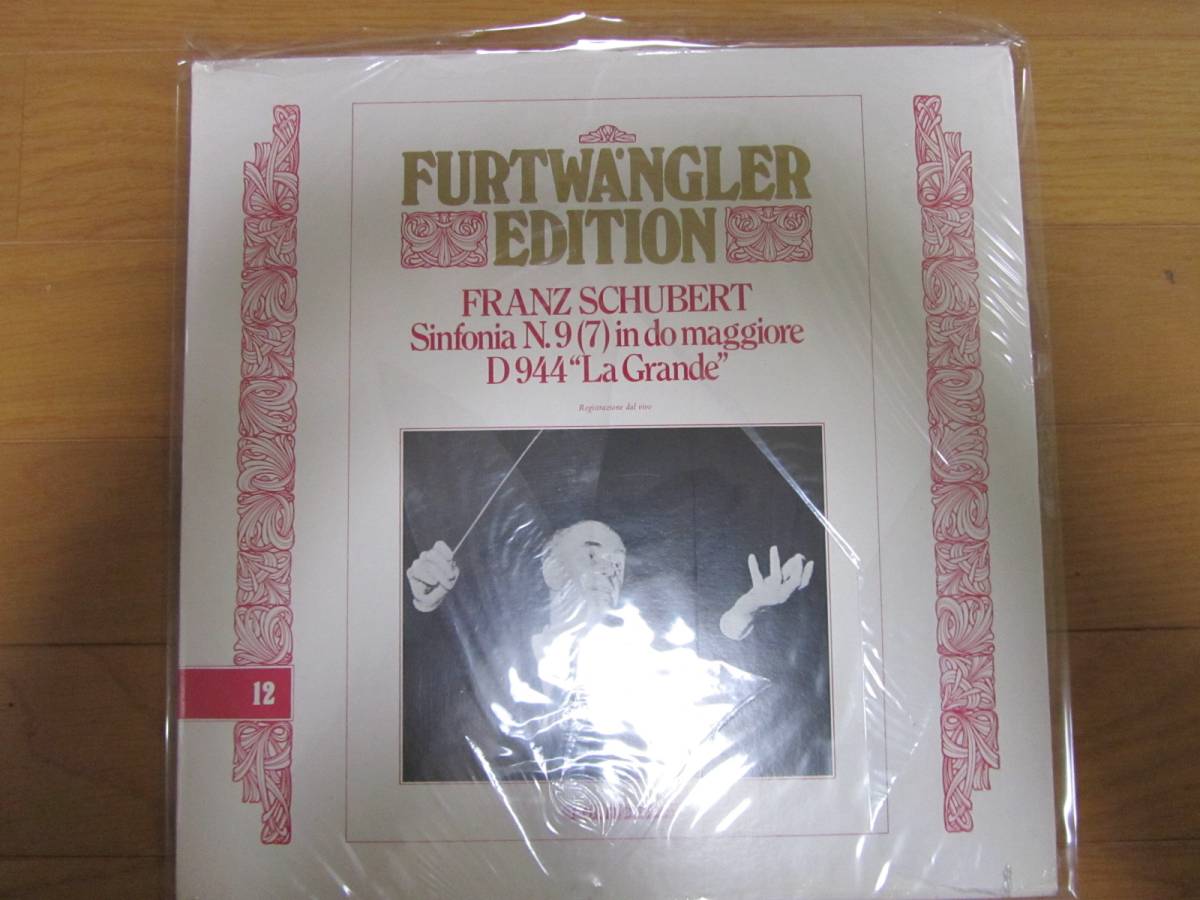 FURTWÄNGLER
EDITION
FRANZ SCHUBERT
Sinfonia N. 9 (7) in do maggiore
D 944 “La Grande”
Registrazione dal vivo
12